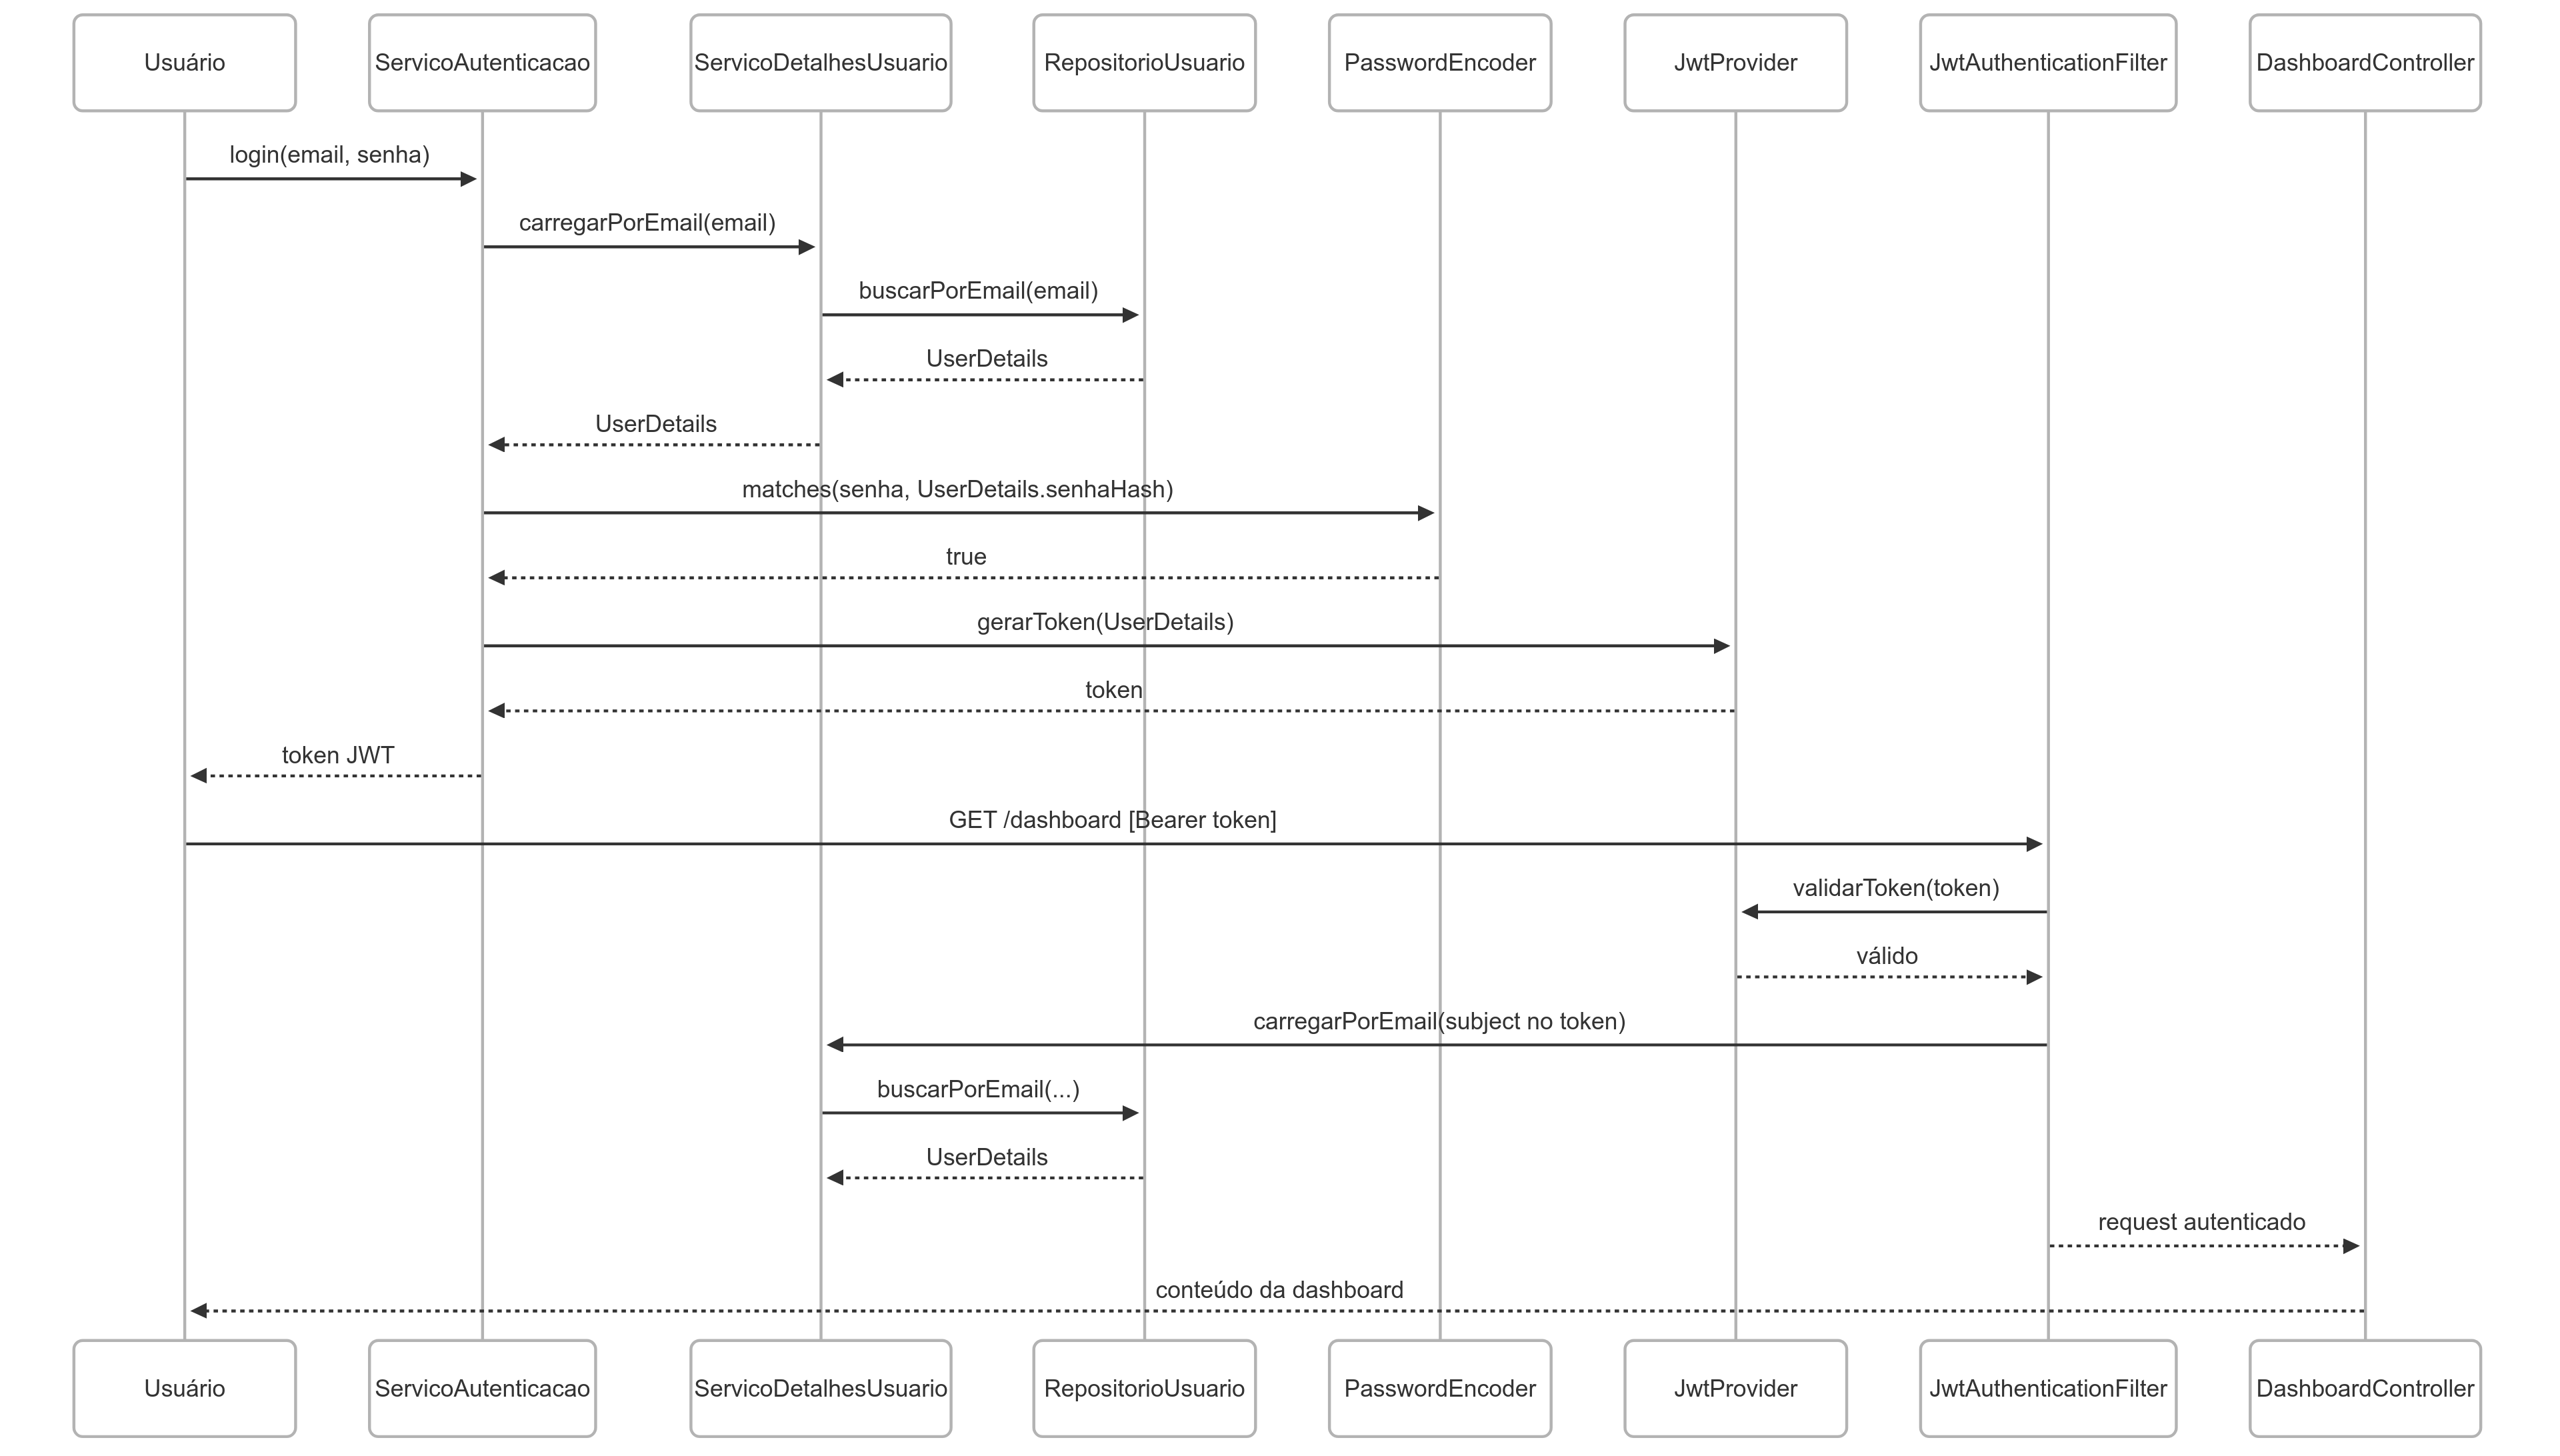 Usuário
ServicoAutenticacao
ServicoDetalhesUsuario
RepositorioUsuario
PasswordEncoder
JwtProvider
JwtAuthenticationFilter
DashboardController
login(email, senha)
carregarPorEmail(email)
buscarPorEmail(email)
UserDetails
UserDetails
matches(senha, UserDetails.senhaHash)
true
gerarToken(UserDetails)
token
token JWT
GET /dashboard [Bearer token]
validarToken(token)
válido
carregarPorEmail(subject no token)
buscarPorEmail(...)
UserDetails
request autenticado
conteúdo da dashboard
Usuário
ServicoAutenticacao
ServicoDetalhesUsuario
RepositorioUsuario
PasswordEncoder
JwtProvider
JwtAuthenticationFilter
DashboardController